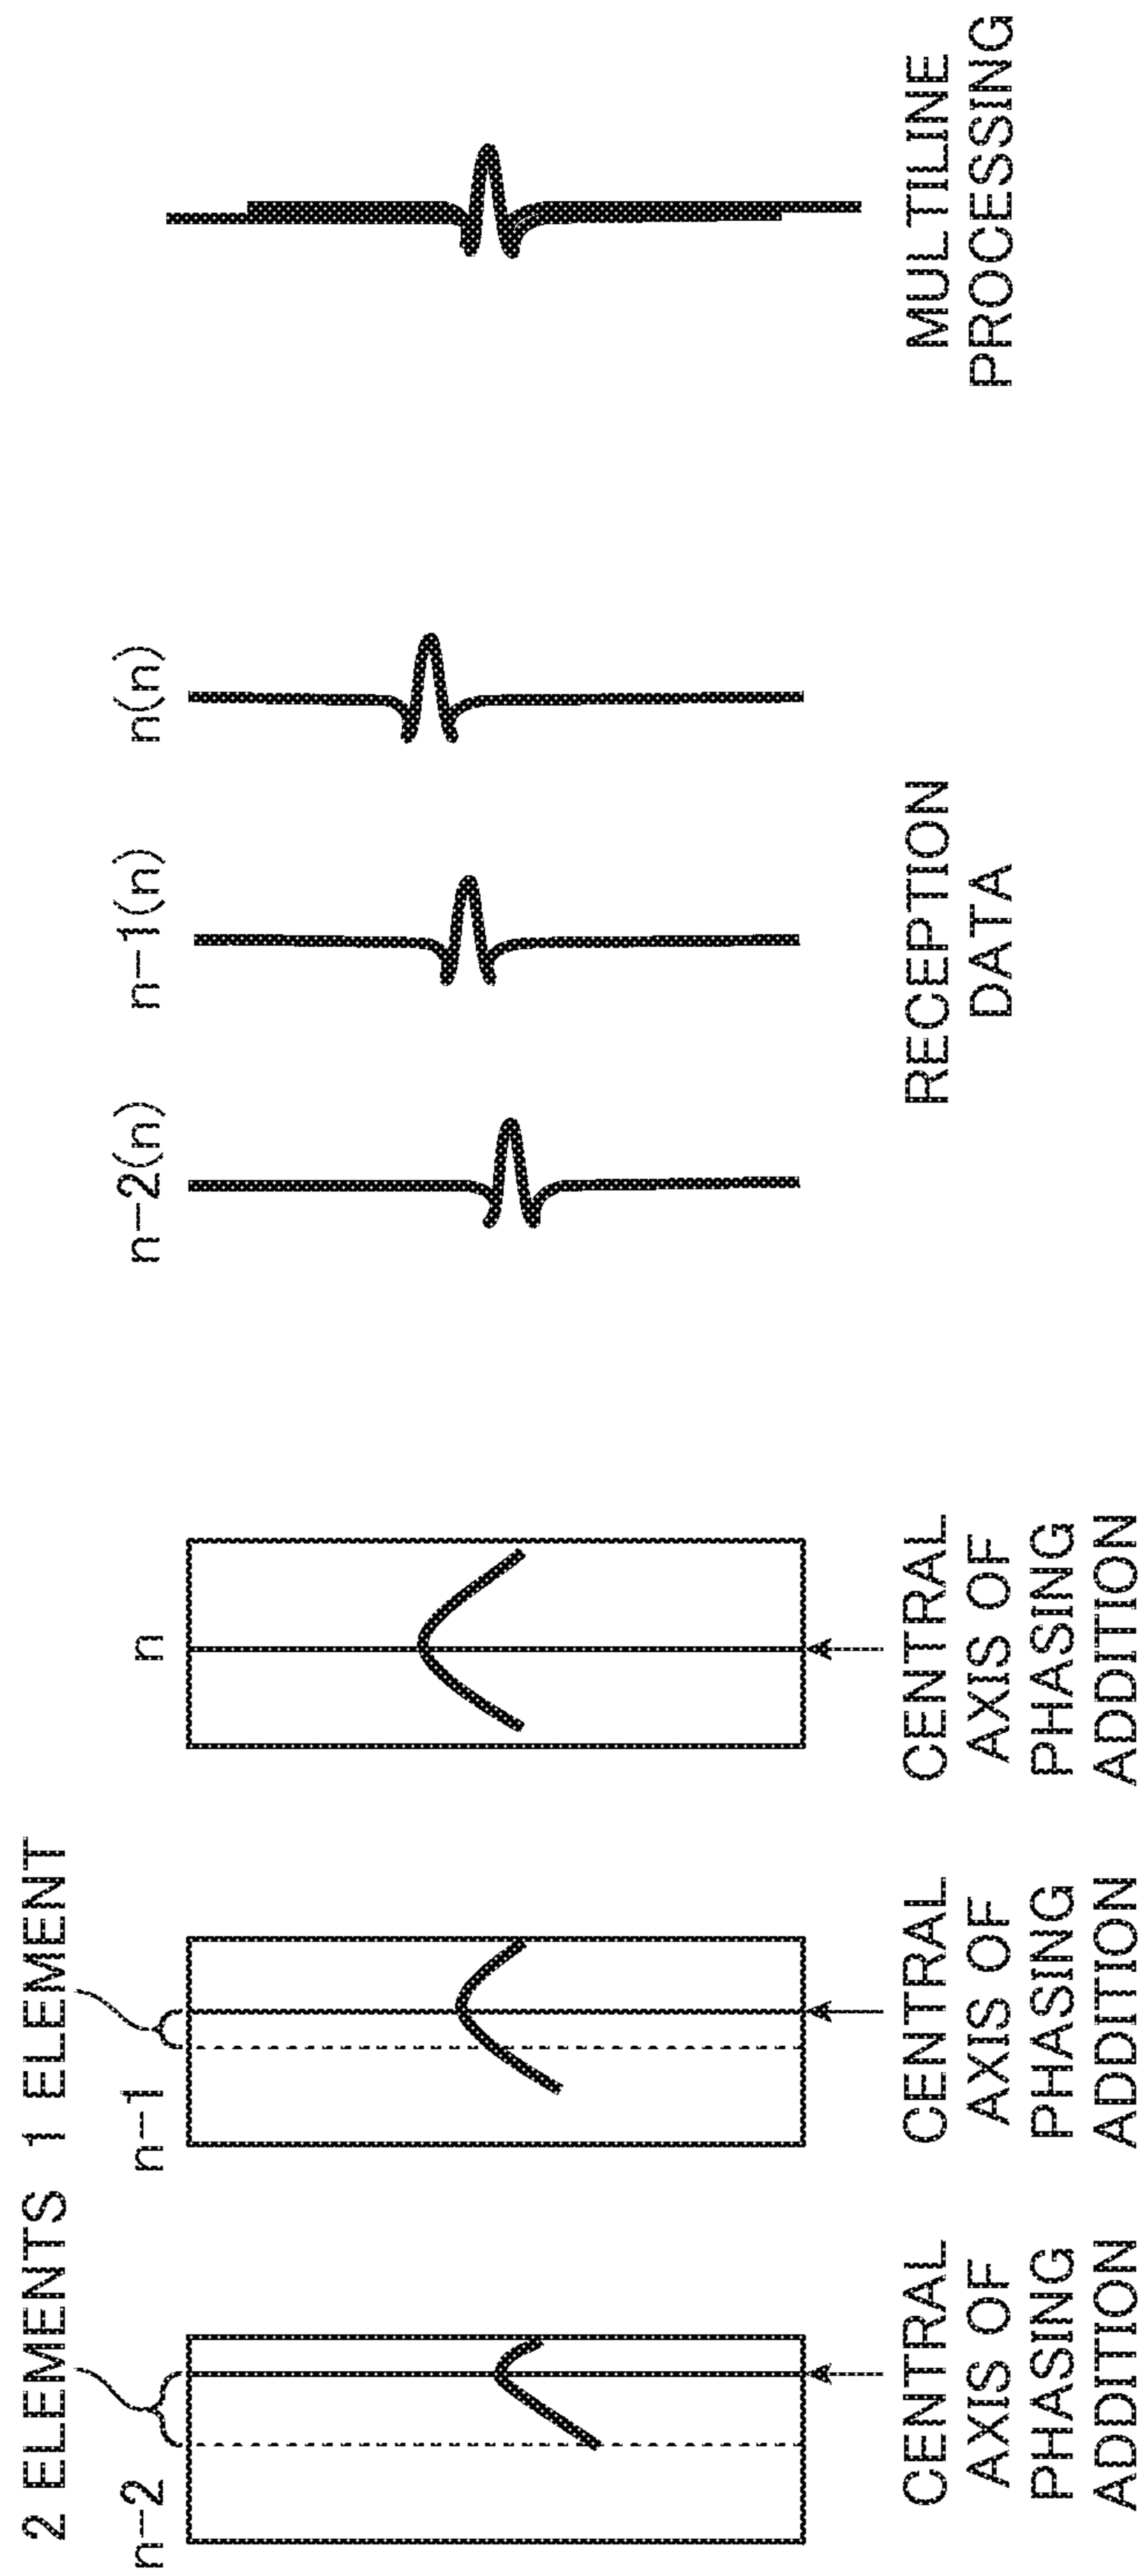 2 ELEMENTS
1 ELEMENT
n-2
n-1
n
n-2(n)
n-1(n)
n(n)
CENTRAL
AXIS OF
PHASING
ADDITION
CENTRAL
AXIS OF
PHASING
ADDITION
CENTRAL
AXIS OF
PHASING
ADDITION
RECEPTION
DATA
MULTILINE
PROCESSING